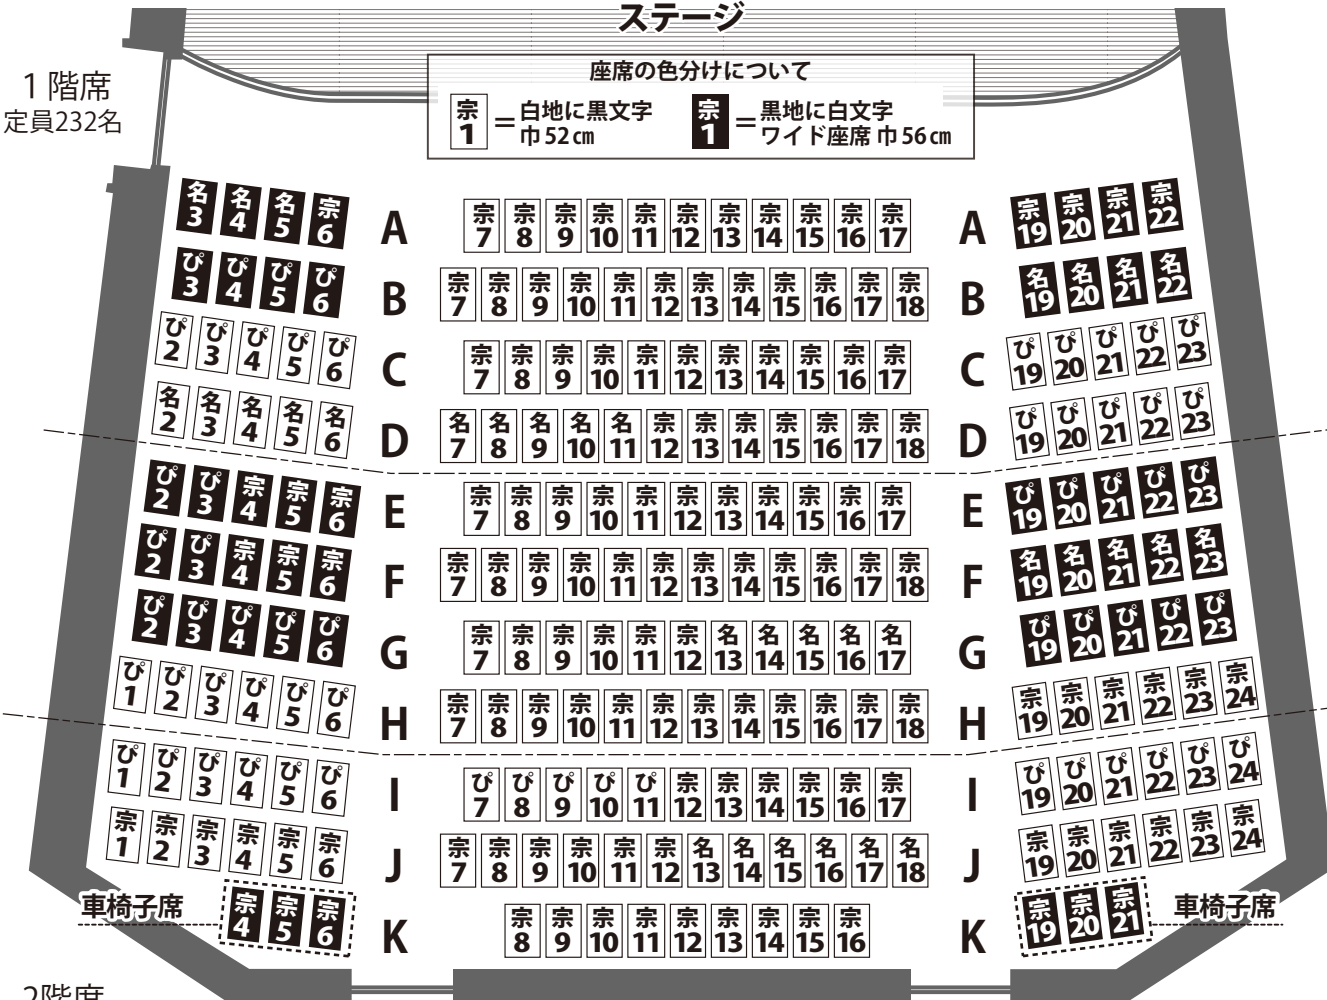 ステージ
1階席
定員232名
座席の色分けについて
宗1＝白地に黒文字
巾52㎝
宗1＝黒地に白文字
ワイド座席 巾56㎝
名3 名4 名5 宗6 A 宗7 宗8 宗9 宗10 宗11 宗12 宗13 宗14 宗15 宗16 宗17 A 宗19 宗20 宗21 宗22
ぴ3 ぴ4 ぴ5 ぴ6 B 宗7 宗8 宗9 宗10 宗11 宗12 宗13 宗14 宗15 宗16 宗17 宗18 B 名19 名20 名21 名22
ぴ2 ぴ3 ぴ4 ぴ5 ぴ6 C 宗7 宗8 宗9 宗10 宗11 宗12 宗13 宗14 宗15 宗16 宗17 C ぴ19 ぴ20 ぴ21 ぴ22 ぴ23
名2 名3 名4 名5 名6 D 名7 名8 名9 名10 名11 宗12 宗13 宗14 宗15 宗16 宗17 宗18 D ぴ19 ぴ20 ぴ21 ぴ22 ぴ23
ぴ2 ぴ3 宗4 宗5 宗6 E 宗7 宗8 宗9 宗10 宗11 宗12 宗13 宗14 宗15 宗16 宗17 E ぴ19 ぴ20 ぴ21 ぴ22 ぴ23
ぴ2 ぴ3 宗4 宗5 宗6 F 宗7 宗8 宗9 宗10 宗11 宗12 宗13 宗14 宗15 宗16 宗17 宗18 F 名19 名20 名21 名22 名23
ぴ2 ぴ3 ぴ4 ぴ5 ぴ6 G 宗7 宗8 宗9 宗10 宗11 宗12 名13 名14 名15 名16 名17 G ぴ19 ぴ20 ぴ21 ぴ22 ぴ23
ぴ1 ぴ2 ぴ3 ぴ4 ぴ5 ぴ6 H 宗7 宗8 宗9 宗10 宗11 宗12 宗13 宗14 宗15 宗16 宗17 宗18 H 宗19 宗20 宗21 宗22 宗23 宗24
ぴ1 ぴ2 ぴ3 ぴ4 ぴ5 ぴ6 I ぴ7 ぴ8 ぴ9 ぴ10 ぴ11 宗12 宗13 宗14 宗15 宗16 宗17 I ぴ19 ぴ20 ぴ21 ぴ22 ぴ23 ぴ24
宗1 宗2 宗3 宗4 宗5 宗6 J 宗7 宗8 宗9 宗10 宗11 宗12 名13 名14 名15 名16 名17 名18 J 宗19 宗20 宗21 宗22 宗23 宗24
車椅子席 宗4 宗5 宗6 K 宗8 宗9 宗10 宗11 宗12 宗13 宗14 宗15 宗16 K 宗19 宗20 宗21 車椅子席
2階席